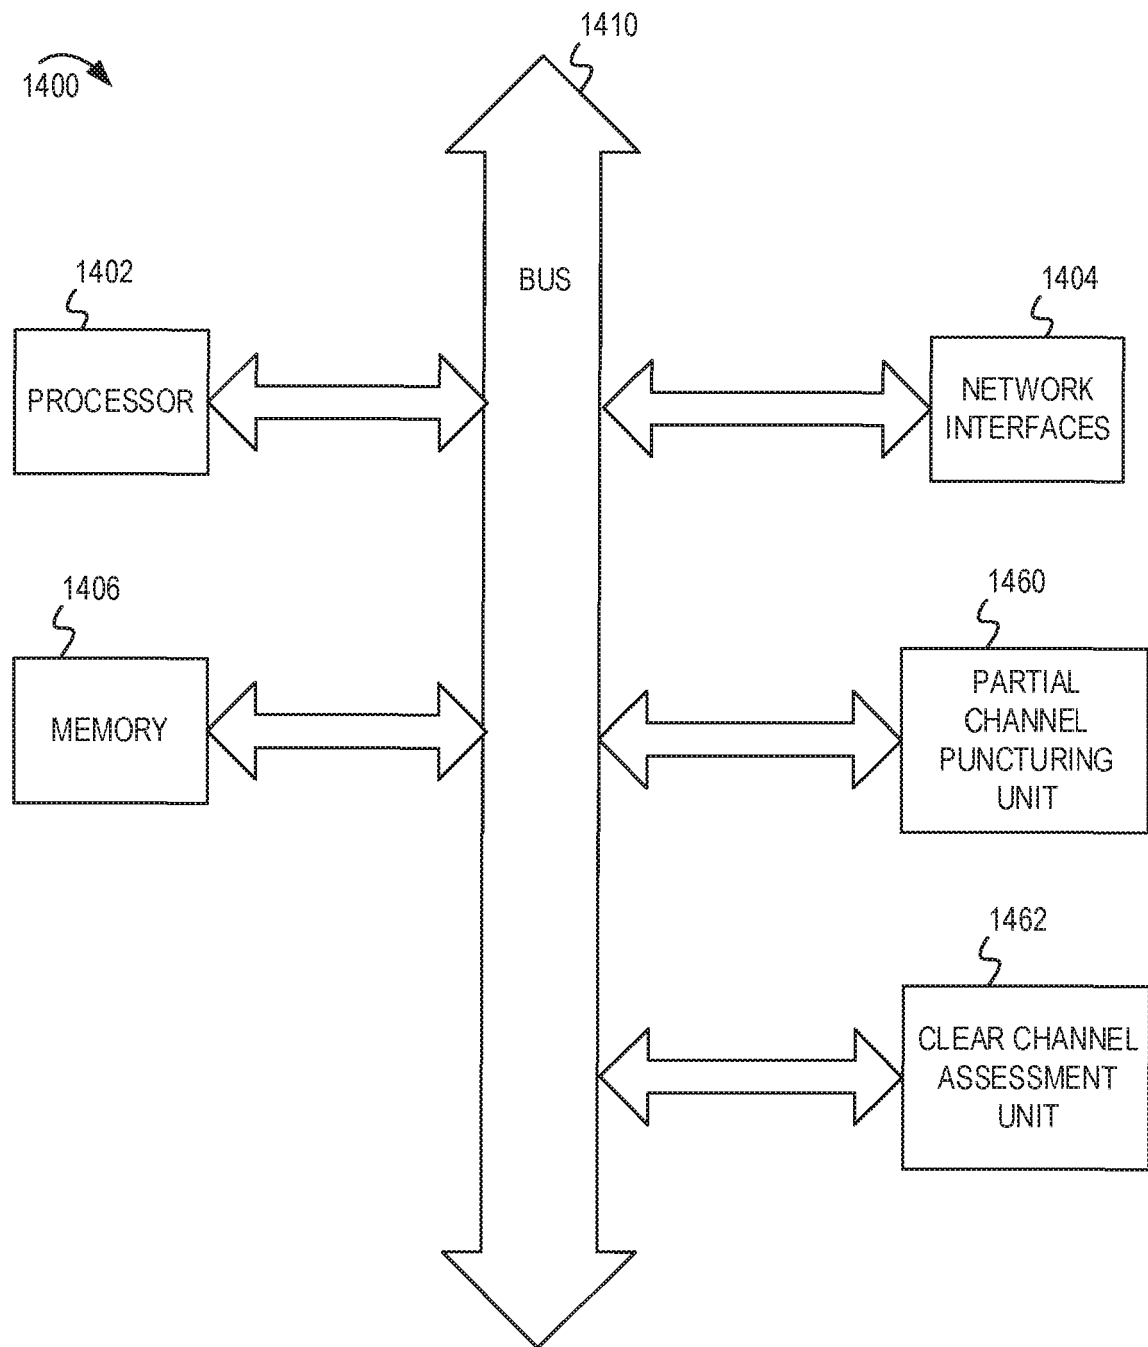 1410
1400
BUS
1402
PROCESSOR
1404
NETWORK
INTERFACES
1406
MEMORY
1460
PARTIAL
CHANNEL
PUNCTURING
UNIT
1462
CLEAR CHANNEL
ASSESSMENT
UNIT